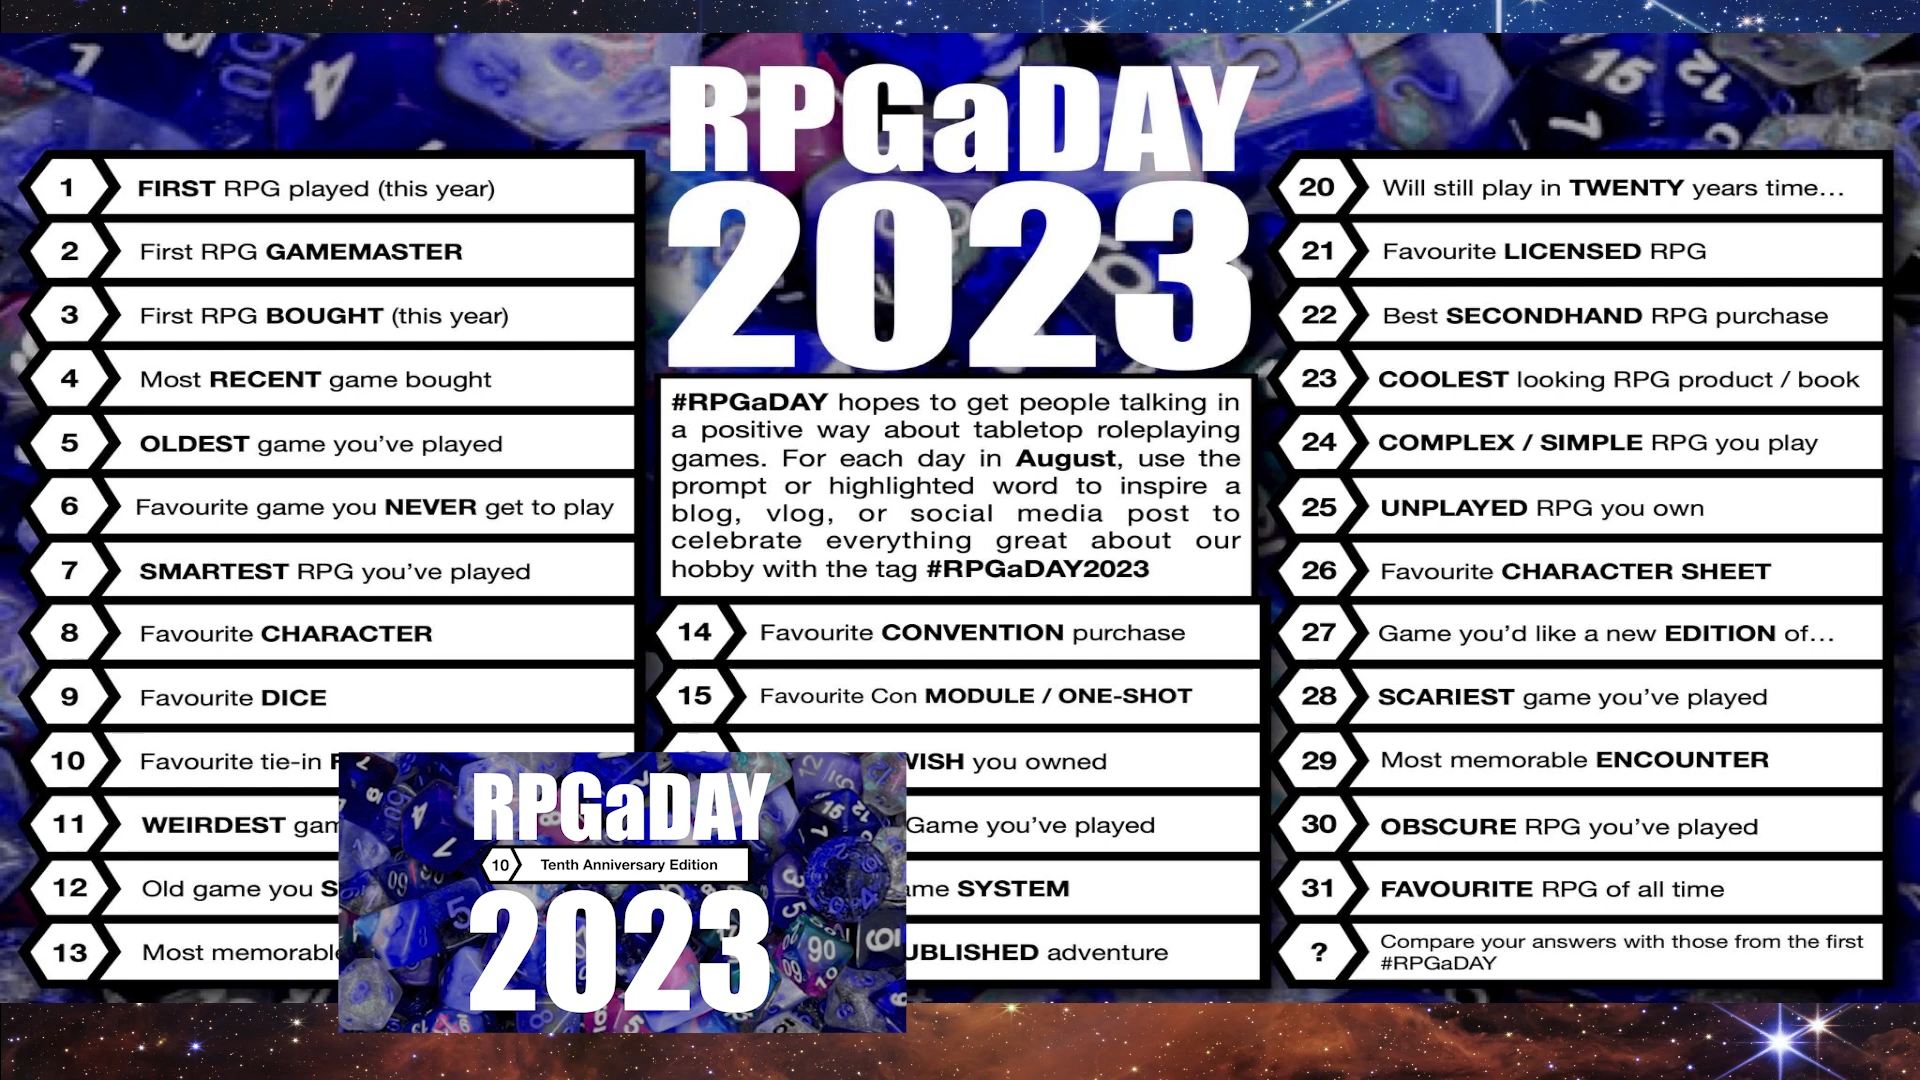 RPGaDAY
2023
1 FIRST RPG played (this year)
2 First RPG GAMEMASTER
3 First RPG BOUGHT (this year)
4 Most RECENT game bought
5 OLDEST game you've played
6 Favourite game you NEVER get to play
7 SMARTEST RPG you've played
8 Favourite CHARACTER
9 Favourite DICE
10 Favourite tie-in
11 WEIRDEST
12 Old game you
13 Most
#RPGaDAY hopes to get people talking in
a positive way about tabletop roleplaying
games. For each day in August, use the
prompt or highlighted word to inspire a
blog, vlog, or social media post to
celebrate everything great about our
hobby with the tag #RPGaDAY2023
14 Favourite CONVENTION purchase
15 Favourite Con MODULE / ONE-SHOT
you owned
Game you've played
SYSTEM
adventure
20 Will still play in TWENTY years time...
21 Favourite LICENSED RPG
22 Best SECONDHAND RPG purchase
23 COOLEST looking RPG product / book
24 COMPLEX / SIMPLE RPG you play
25 UNPLAYED RPG you own
26 Favourite CHARACTER SHEET
27 Game you'd like a new EDITION of...
28 SCARIEST game you've played
29 Most memorable ENCOUNTER
30 OBSCURE RPG you've played
31 FAVOURITE RPG of all time
? Compare your answers with those from the first
#RPGaDAY
RPGaDAY
10 Tenth Anniversary Edition
2023